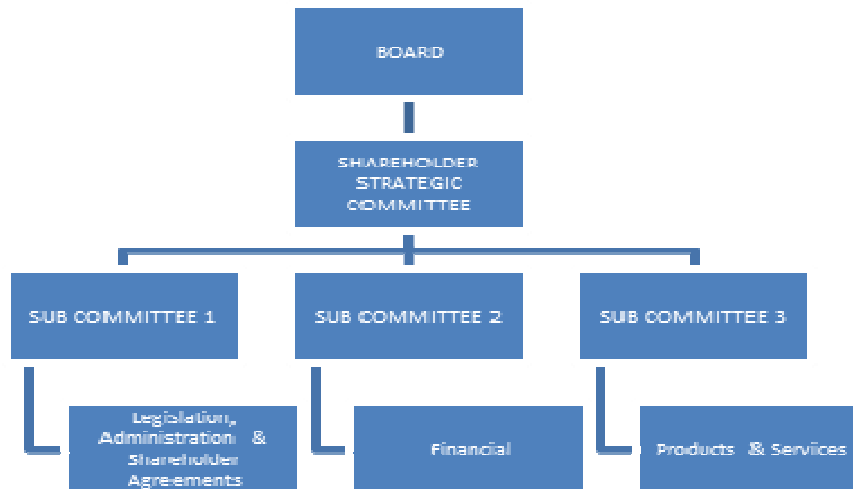 BOARD
SHAREHOLDER
STRATEGIC
COMMITTEE
SUB COMMITTEE 1
SUB COMMITTEE 2
SUB COMMITTEE 3
Legislation,
Administration &
Shareholder
Agreements
Financial
Products & Services